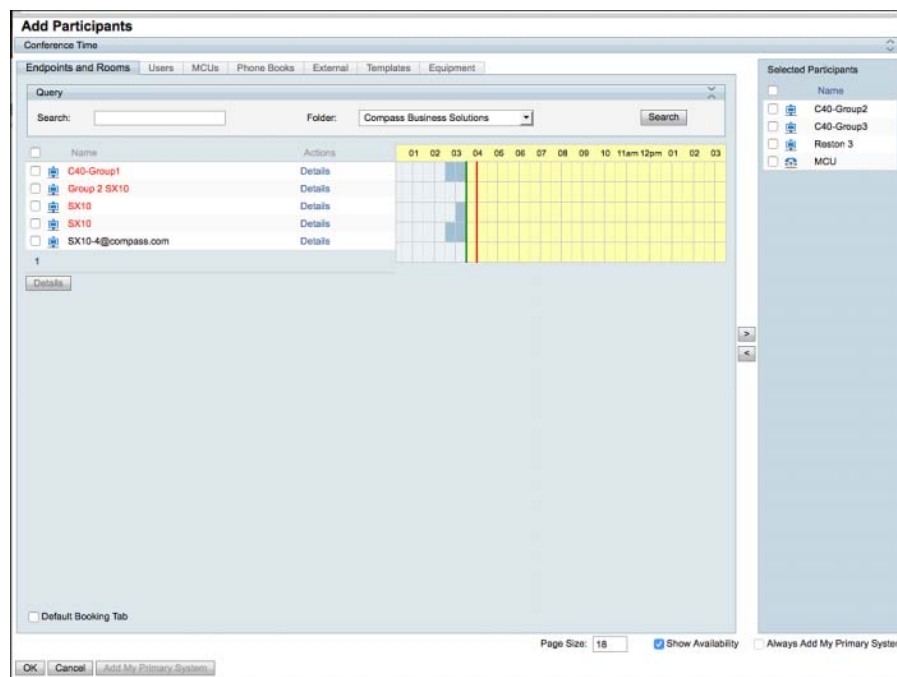 Add Participants
Conference Time
Endpoints and Rooms Users MCUs Phone Books External Templates Equipment
Selected Participants
Query
Name
Search: Folder: Compass Business Solutions Search
C40-Group2
C40-Group3
Reston 3
MCU
Name Actions 01 02 03 04 05 06 07 08 09 10 11am 12pm 01 02 03
C40-Group1 Details
Group 2 SX10 Details
SX10 Details
SX10 Details
SX10-4@compass.com Details
1
Details
>
<
Default Booking Tab
Page Size: 18 Show Availability Always Add My Primary Syste
OK Cancel Add My Primary System